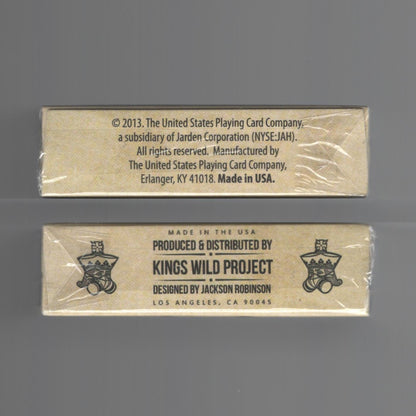 © 2013. The United States Playing Card Company,
a subsidiary of Jarden Corporation (NYSE:JAH).
All rights reserved. Manufactured by
The United States Playing Card Company,
Erlanger, KY 41018. Made in USA.
MADE IN THE USA
PRODUCED & DISTRIBUTED BY
KINGS WILD PROJECT
DESIGNED BY JACKSON ROBINSON
LOS ANGELES, CA 90045